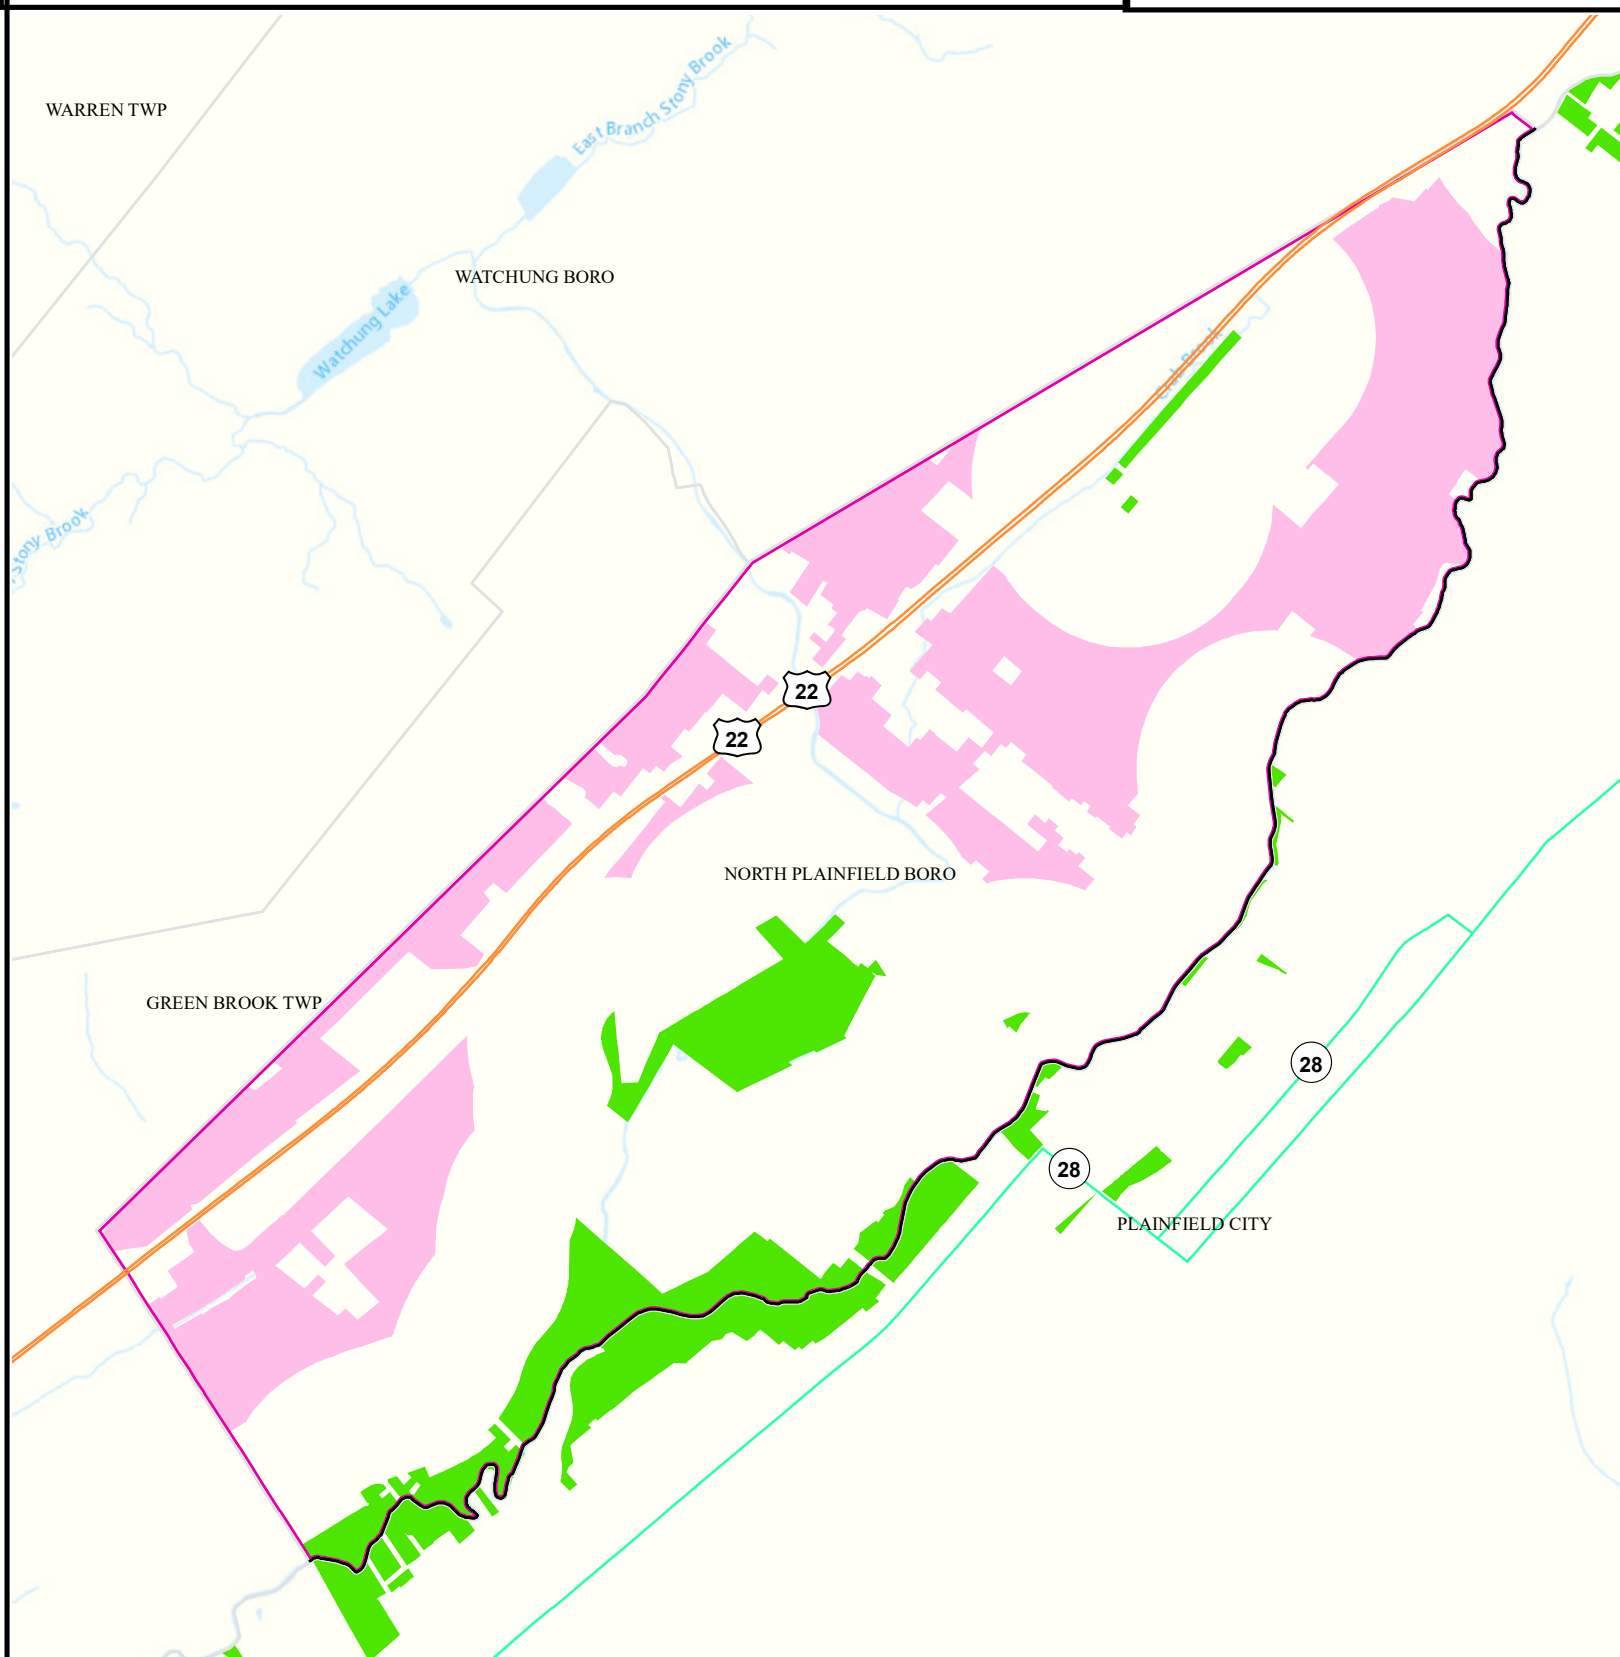 WARREN TWP
East Branch Stony Brook
WATCHUNG BORO
Watchung Lake
Brook
Stony Brook
22
22
NORTH PLAINFIELD BORO
GREEN BROOK TWP
28
28
PLAINFIELD CITY